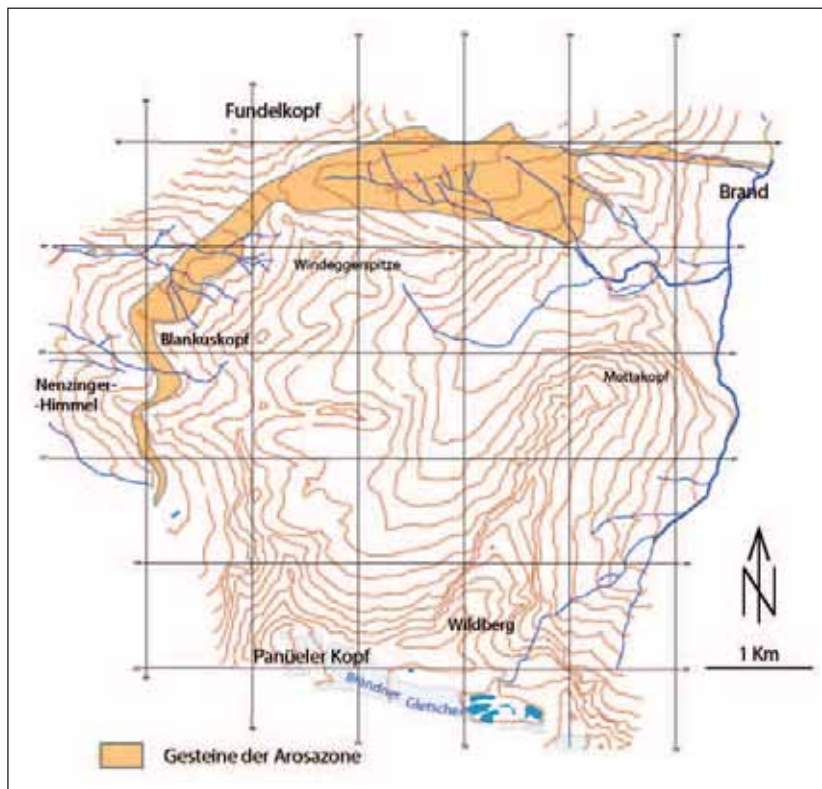 Fundelkopf
Brand
Windeggerspitze
Blankuskopf
Nenzinger-
-Himmel
Mottakopf
Wildberg
Panüeler Kopf
Brandner Gletscher
1 Km
N
Gesteine der Arosazone